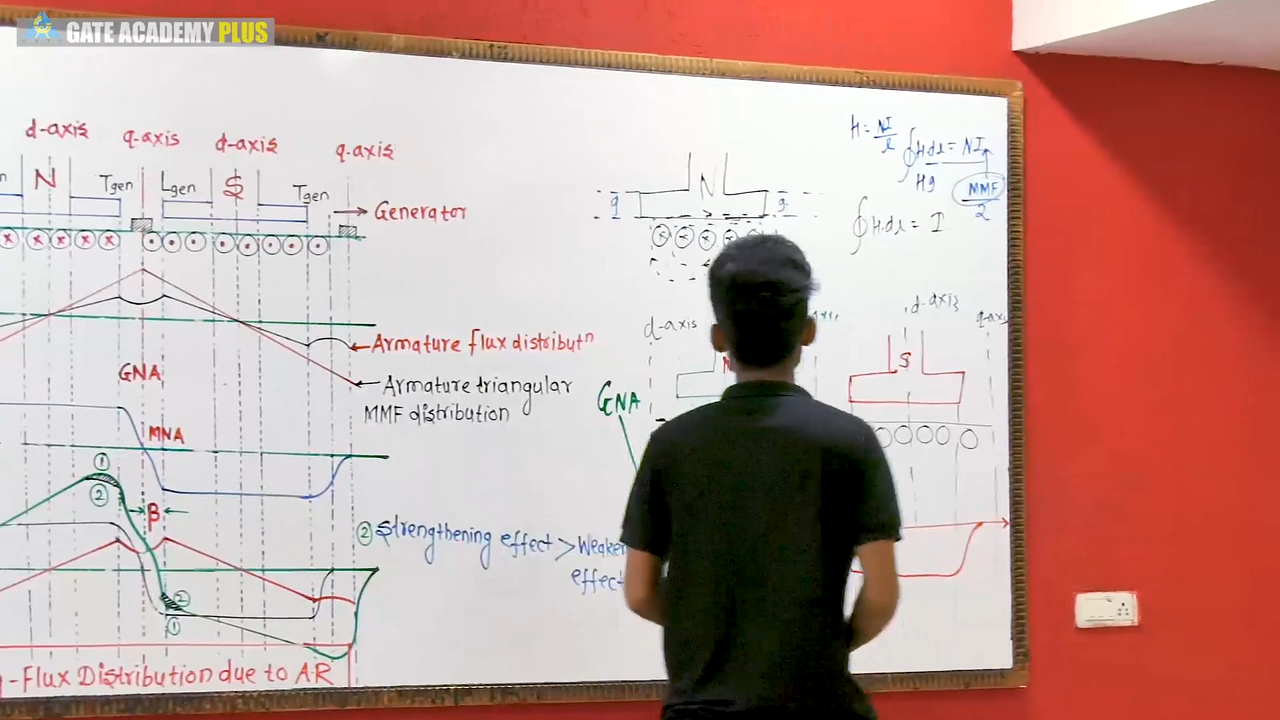 GATE ACADEMY PLUS
d-axis q-axis d-axis q-axis
N Tgen Lgen S Tgen
Generator
Armature flux distributn
GNA
Armature triangular
MMF distribution
MNA
①
②
β
② Strengthening effect > Weaker
effect
②
①
-Flux Distribution due to AR
H = NI/l ∮H.dl = NI
Hg MMF/2
∮H.dl = I
N
g g
d-axis d-axis
N S
GNA